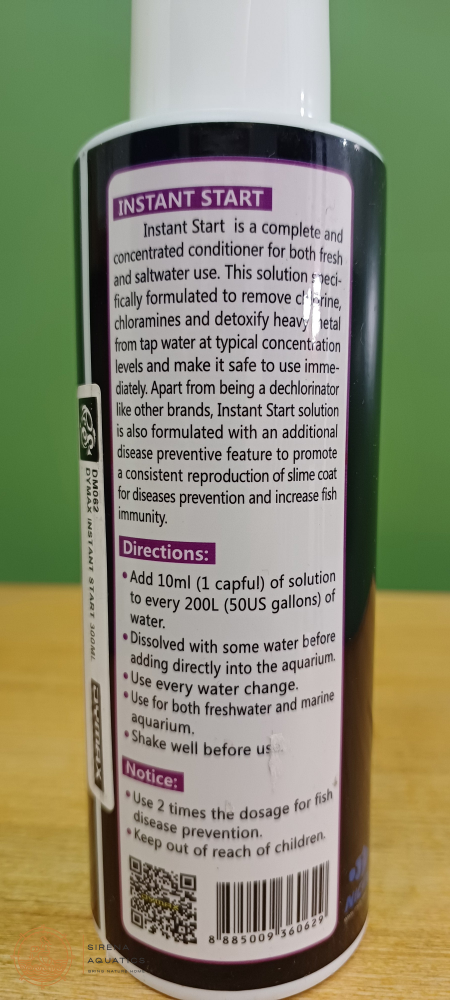 INSTANT START
Instant Start is a complete and
concentrated conditioner for both fresh
and saltwater use. This solution speci-
fically formulated to remove chlorine,
chloramines and detoxify heavy metal
from tap water at typical concentration
levels and make it safe to use imme-
diately. Apart from being a dechlorinator
like other brands, Instant Start solution
is also formulated with an additional
disease preventive feature to promote
a consistent reproduction of slime coat
for diseases prevention and increase fish
immunity.
Directions:
• Add 10ml (1 capful) of solution
to every 200L (50US gallons) of
water.
• Dissolved with some water before
adding directly into the aquarium.
• Use every water change.
• Use for both freshwater and marine
aquarium.
• Shake well before us
Notice:
• Use 2 times the dosage for fish
disease prevention.
• Keep out of reach of children.
8 885009 360629
DM062
DYMAX INSTANT START 300ML
DYMAX
SIRENA
AQUATICS